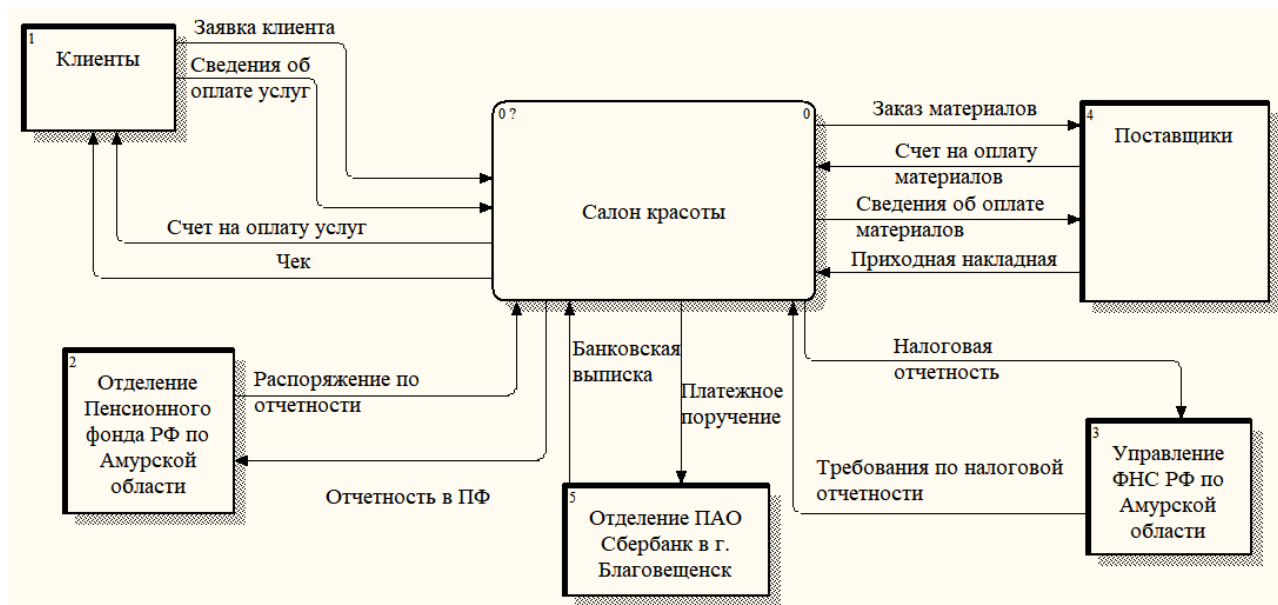 1
Клиенты
Заявка клиента
Сведения об
оплате услуг
Счет на оплату услуг
Чек
0 ?
0
Салон красоты
Заказ материалов
Счет на оплату
материалов
Сведения об оплате
материалов
Приходная накладная
4
Поставщики
2
Отделение
Пенсионного
фонда РФ по
Амурской
области
Распоряжение по
отчетности
Отчетность в ПФ
Банковская
выписка
Платежное
поручение
5
Отделение ПАО
Сбербанк в г.
Благовещенск
Налоговая
отчетность
Требования по налоговой
отчетности
3
Управление
ФНС РФ по
Амурской
области